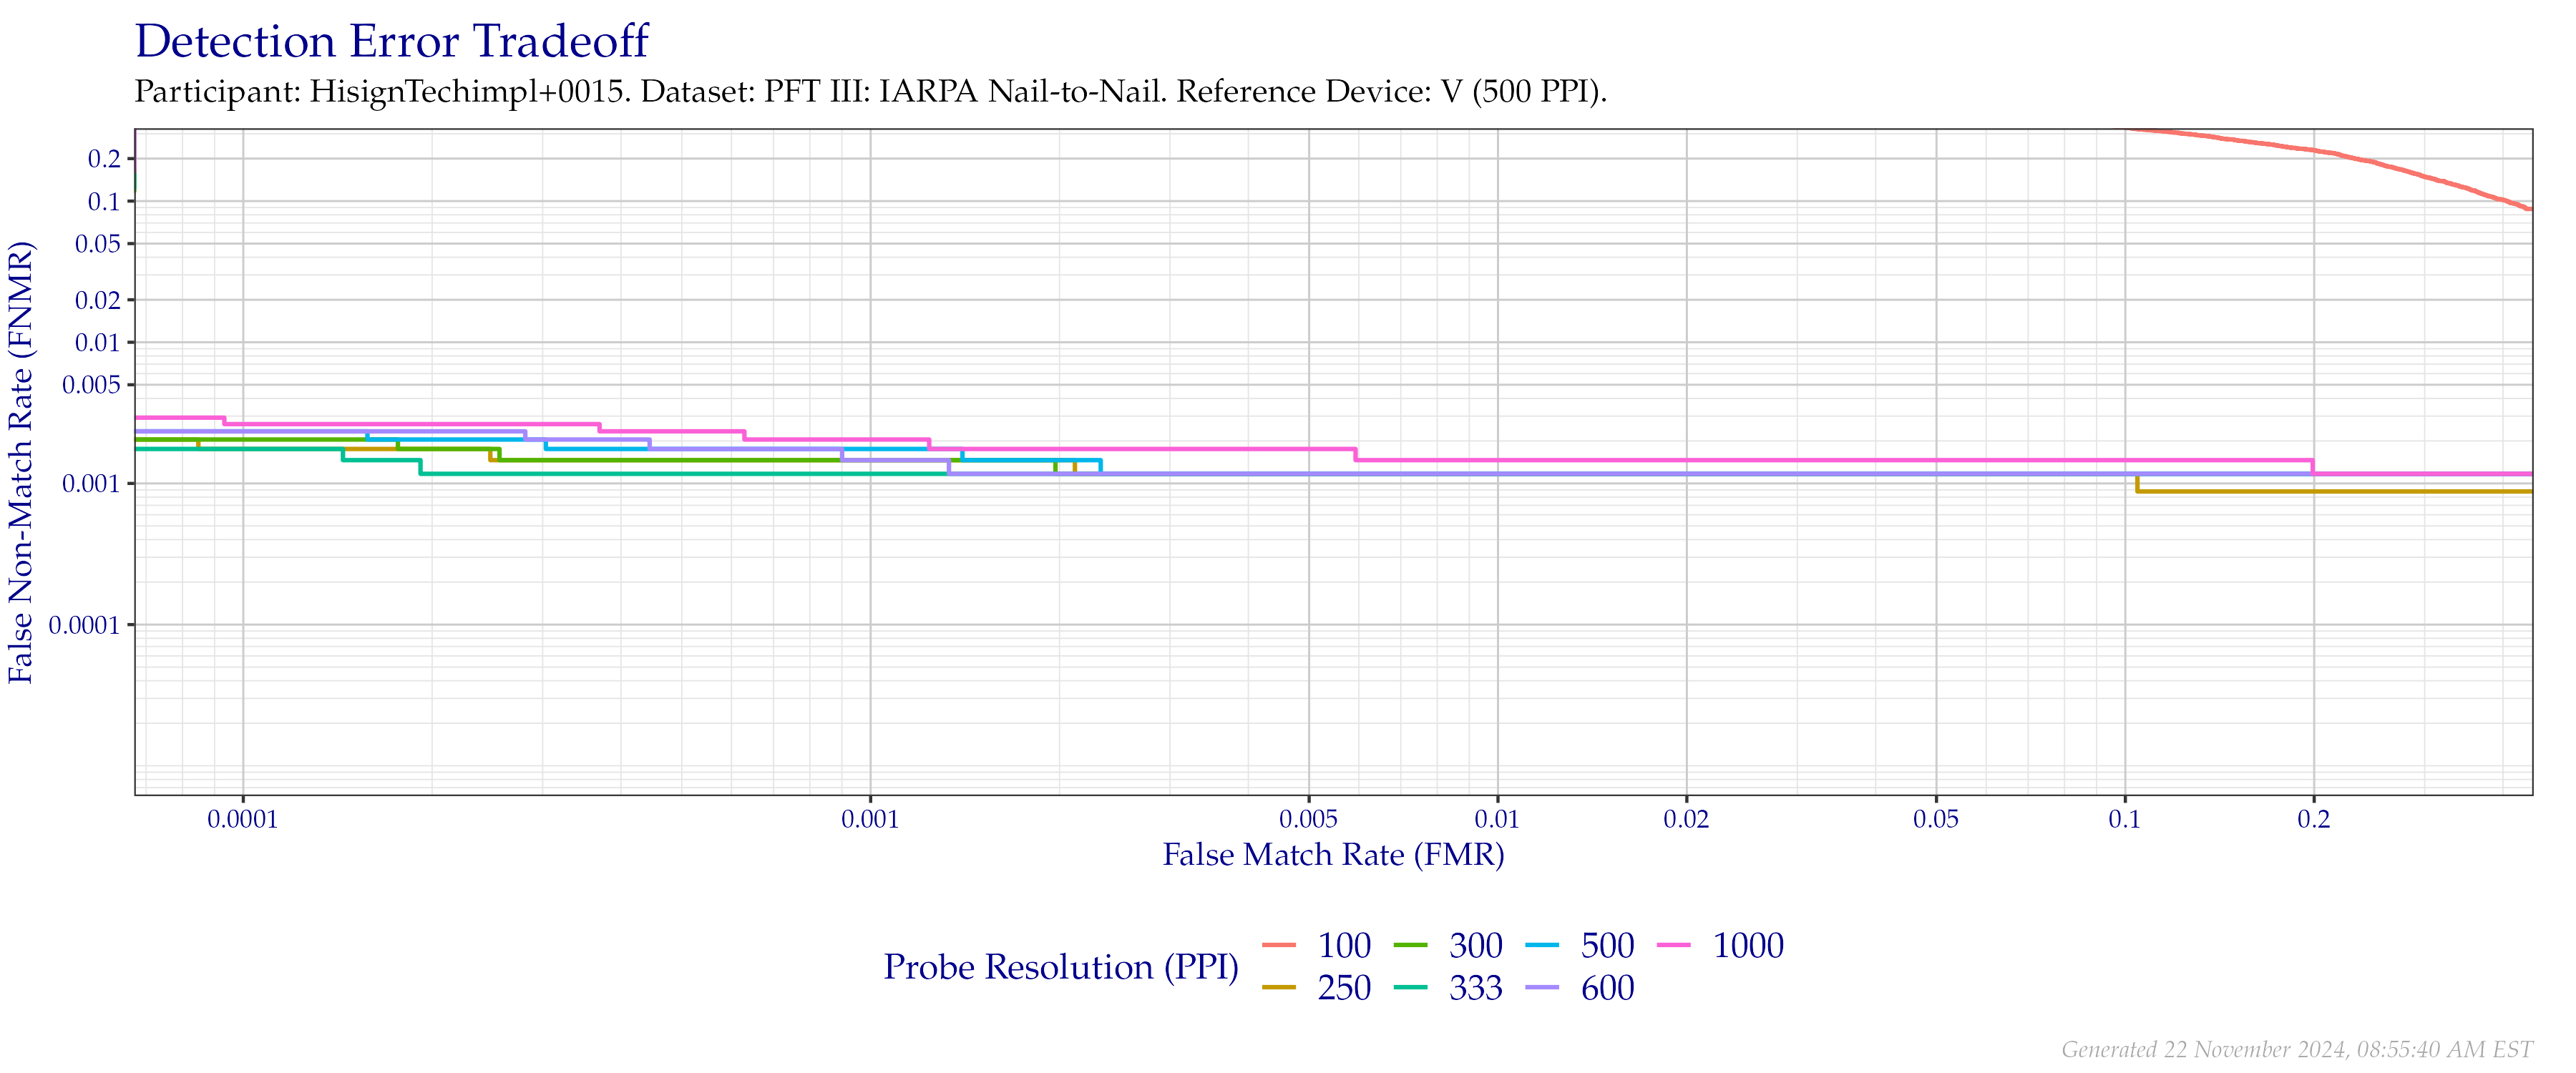 Detection Error Tradeoff
Participant: HisignTechimpl+0015. Dataset: PFT III: IARPA Nail-to-Nail. Reference Device: V (500 PPI).
False Non-Match Rate (FNMR)
0.2
0.1
0.05
0.02
0.01
0.005
0.001
0.0001
0.0001 0.001 0.005 0.01 0.02 0.05 0.1 0.2
False Match Rate (FMR)
Probe Resolution (PPI)
100 300 500 1000
250 333 600
Generated 22 November 2024, 08:55:40 AM EST